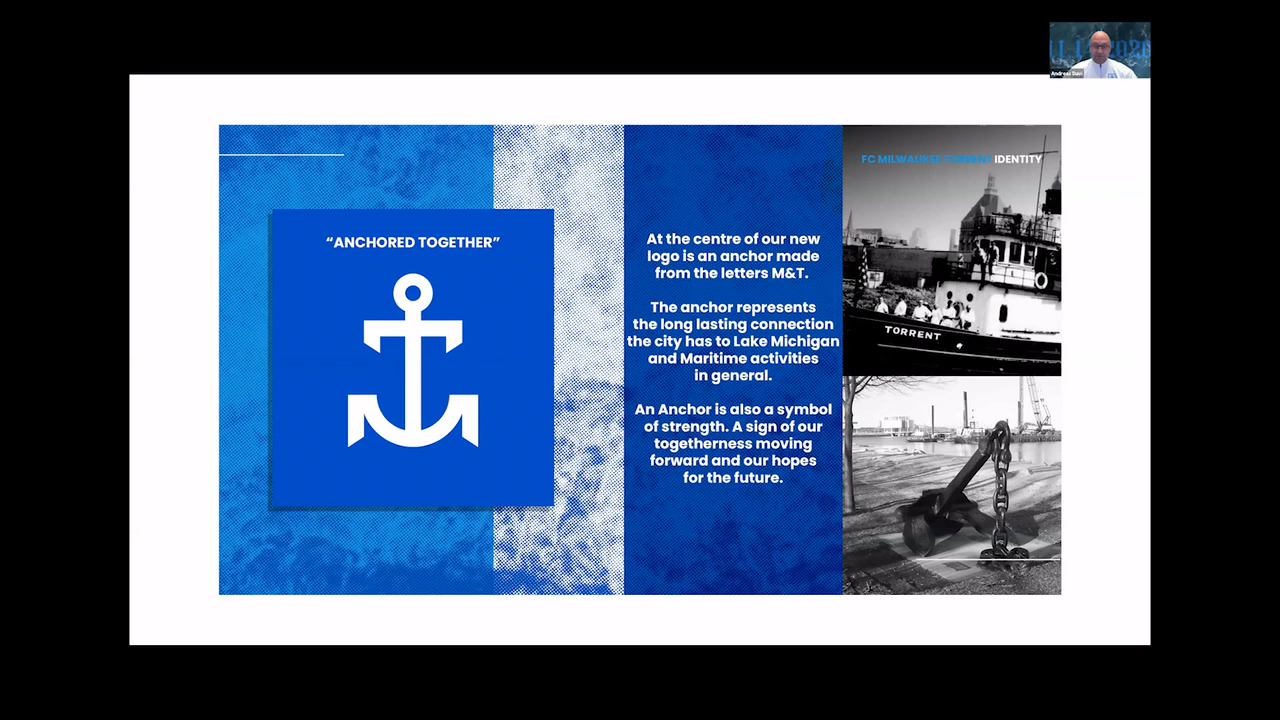 “ANCHORED TOGETHER”
At the centre of our new
logo is an anchor made
from the letters M&T.
The anchor represents
the long lasting connection
the city has to Lake Michigan
and Maritime activities
in general.
An Anchor is also a symbol
of strength. A sign of our
togetherness moving
forward and our hopes
for the future.
FC MILWAUKEE TORRENT IDENTITY
TORRENT
2020